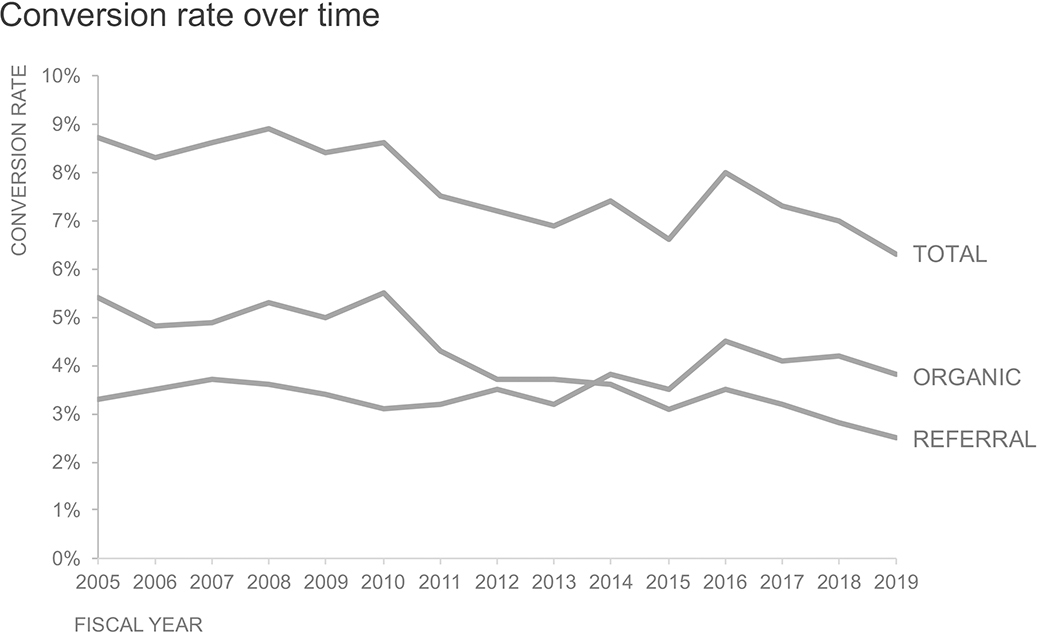 Conversion rate over time
CONVERSION RATE
10%
9%
8%
7%
6%
5%
4%
3%
2%
1%
0%
TOTAL
ORGANIC
REFERRAL
2005 2006 2007 2008 2009 2010 2011 2012 2013 2014 2015 2016 2017 2018 2019
FISCAL YEAR